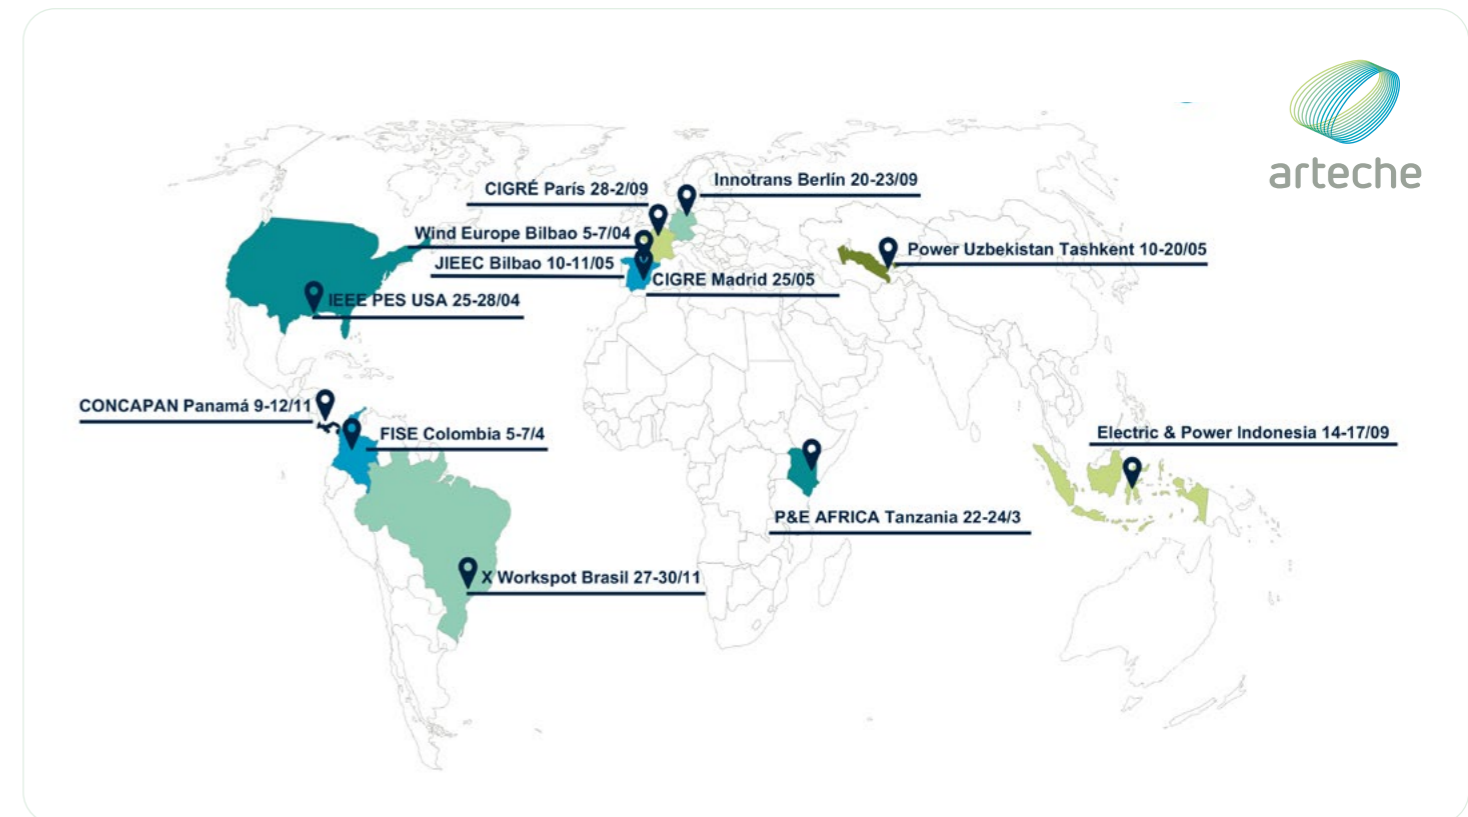 arteche
Innotrans Berlín 20-23/09
CIGRÉ París 28-2/09
Wind Europe Bilbao 5-7/04
Power Uzbekistan Tashkent 10-20/05
JIEEC Bilbao 10-11/05
CIGRE Madrid 25/05
IEEE PES USA 25-28/04
CONCAPAN Panamá 9-12/11
FISE Colombia 5-7/4
Electric & Power Indonesia 14-17/09
P&E AFRICA Tanzania 22-24/3
X Workspot Brasil 27-30/11